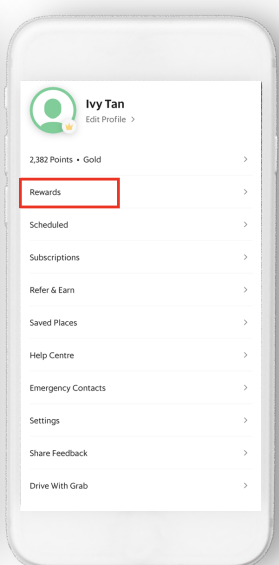 Ivy Tan
Edit Profile >
2,382 Points • Gold >
Rewards >
Scheduled >
Subscriptions >
Refer & Earn >
Saved Places >
Help Centre >
Emergency Contacts >
Settings >
Share Feedback >
Drive With Grab >